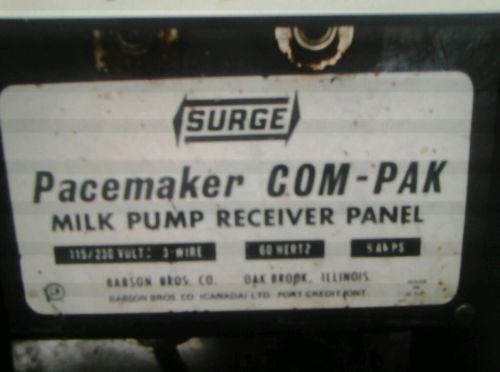 SURGE
Pacemaker COM-PAK
MILK PUMP RECEIVER PANEL
115/230 VOLT: 3-WIRE 60 HERTZ 5 AMPS
BABSON BROS. CO. OAK BROOK, ILLINOIS.
BABSON BROS. CO (CANADA) LTD. PORT CREDIT ONT.